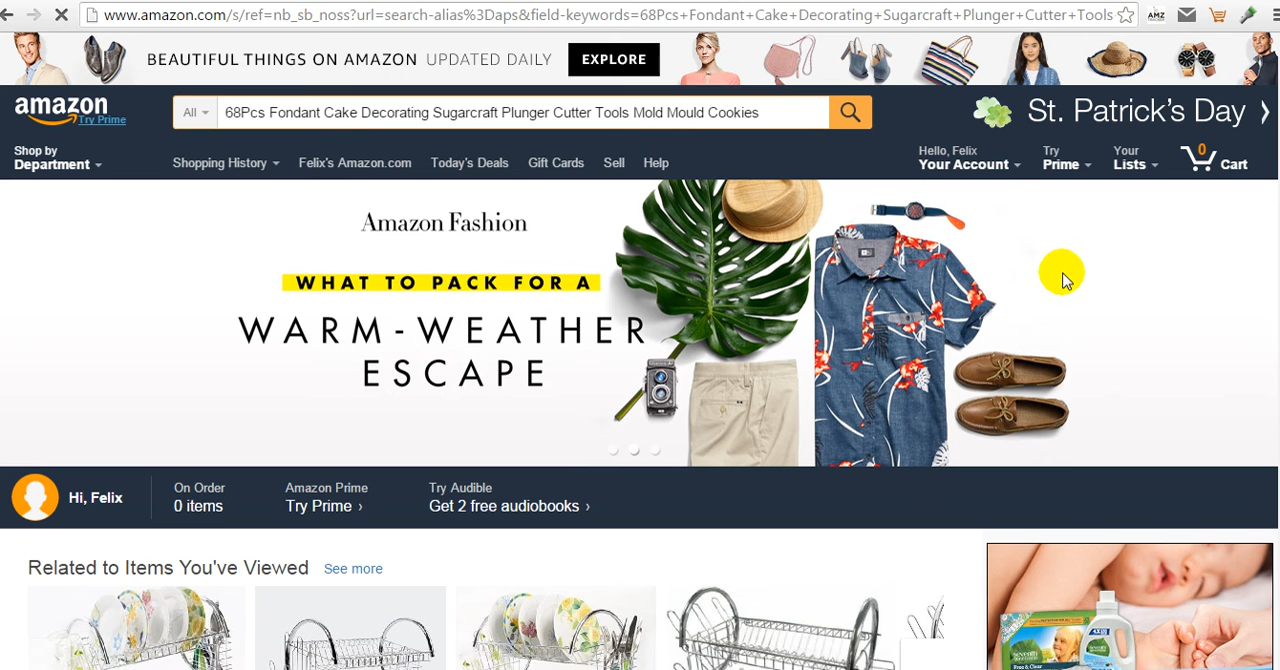 www.amazon.com/s/ref=nb_sb_noss?url=search-alias%3Daps&field-keywords=68Pcs+Fondant+Cake+Decorating+Sugarcraft+Plunger+Cutter+Tools
AMZ
BEAUTIFUL THINGS ON AMAZON UPDATED DAILY EXPLORE
amazon
Try Prime
All
68Pcs Fondant Cake Decorating Sugarcraft Plunger Cutter Tools Mold Mould Cookies
St. Patrick's Day
Shop by
Department
Shopping History Felix's Amazon.com Today's Deals Gift Cards Sell Help
Hello, Felix
Your Account
Try
Prime
Your
Lists
0
Cart
Amazon Fashion
WHAT TO PACK FOR A
WARM-WEATHER
ESCAPE
Hi, Felix
On Order
0 items
Amazon Prime
Try Prime ›
Try Audible
Get 2 free audiobooks ›
Related to Items You've Viewed See more
Free & Clear
4X